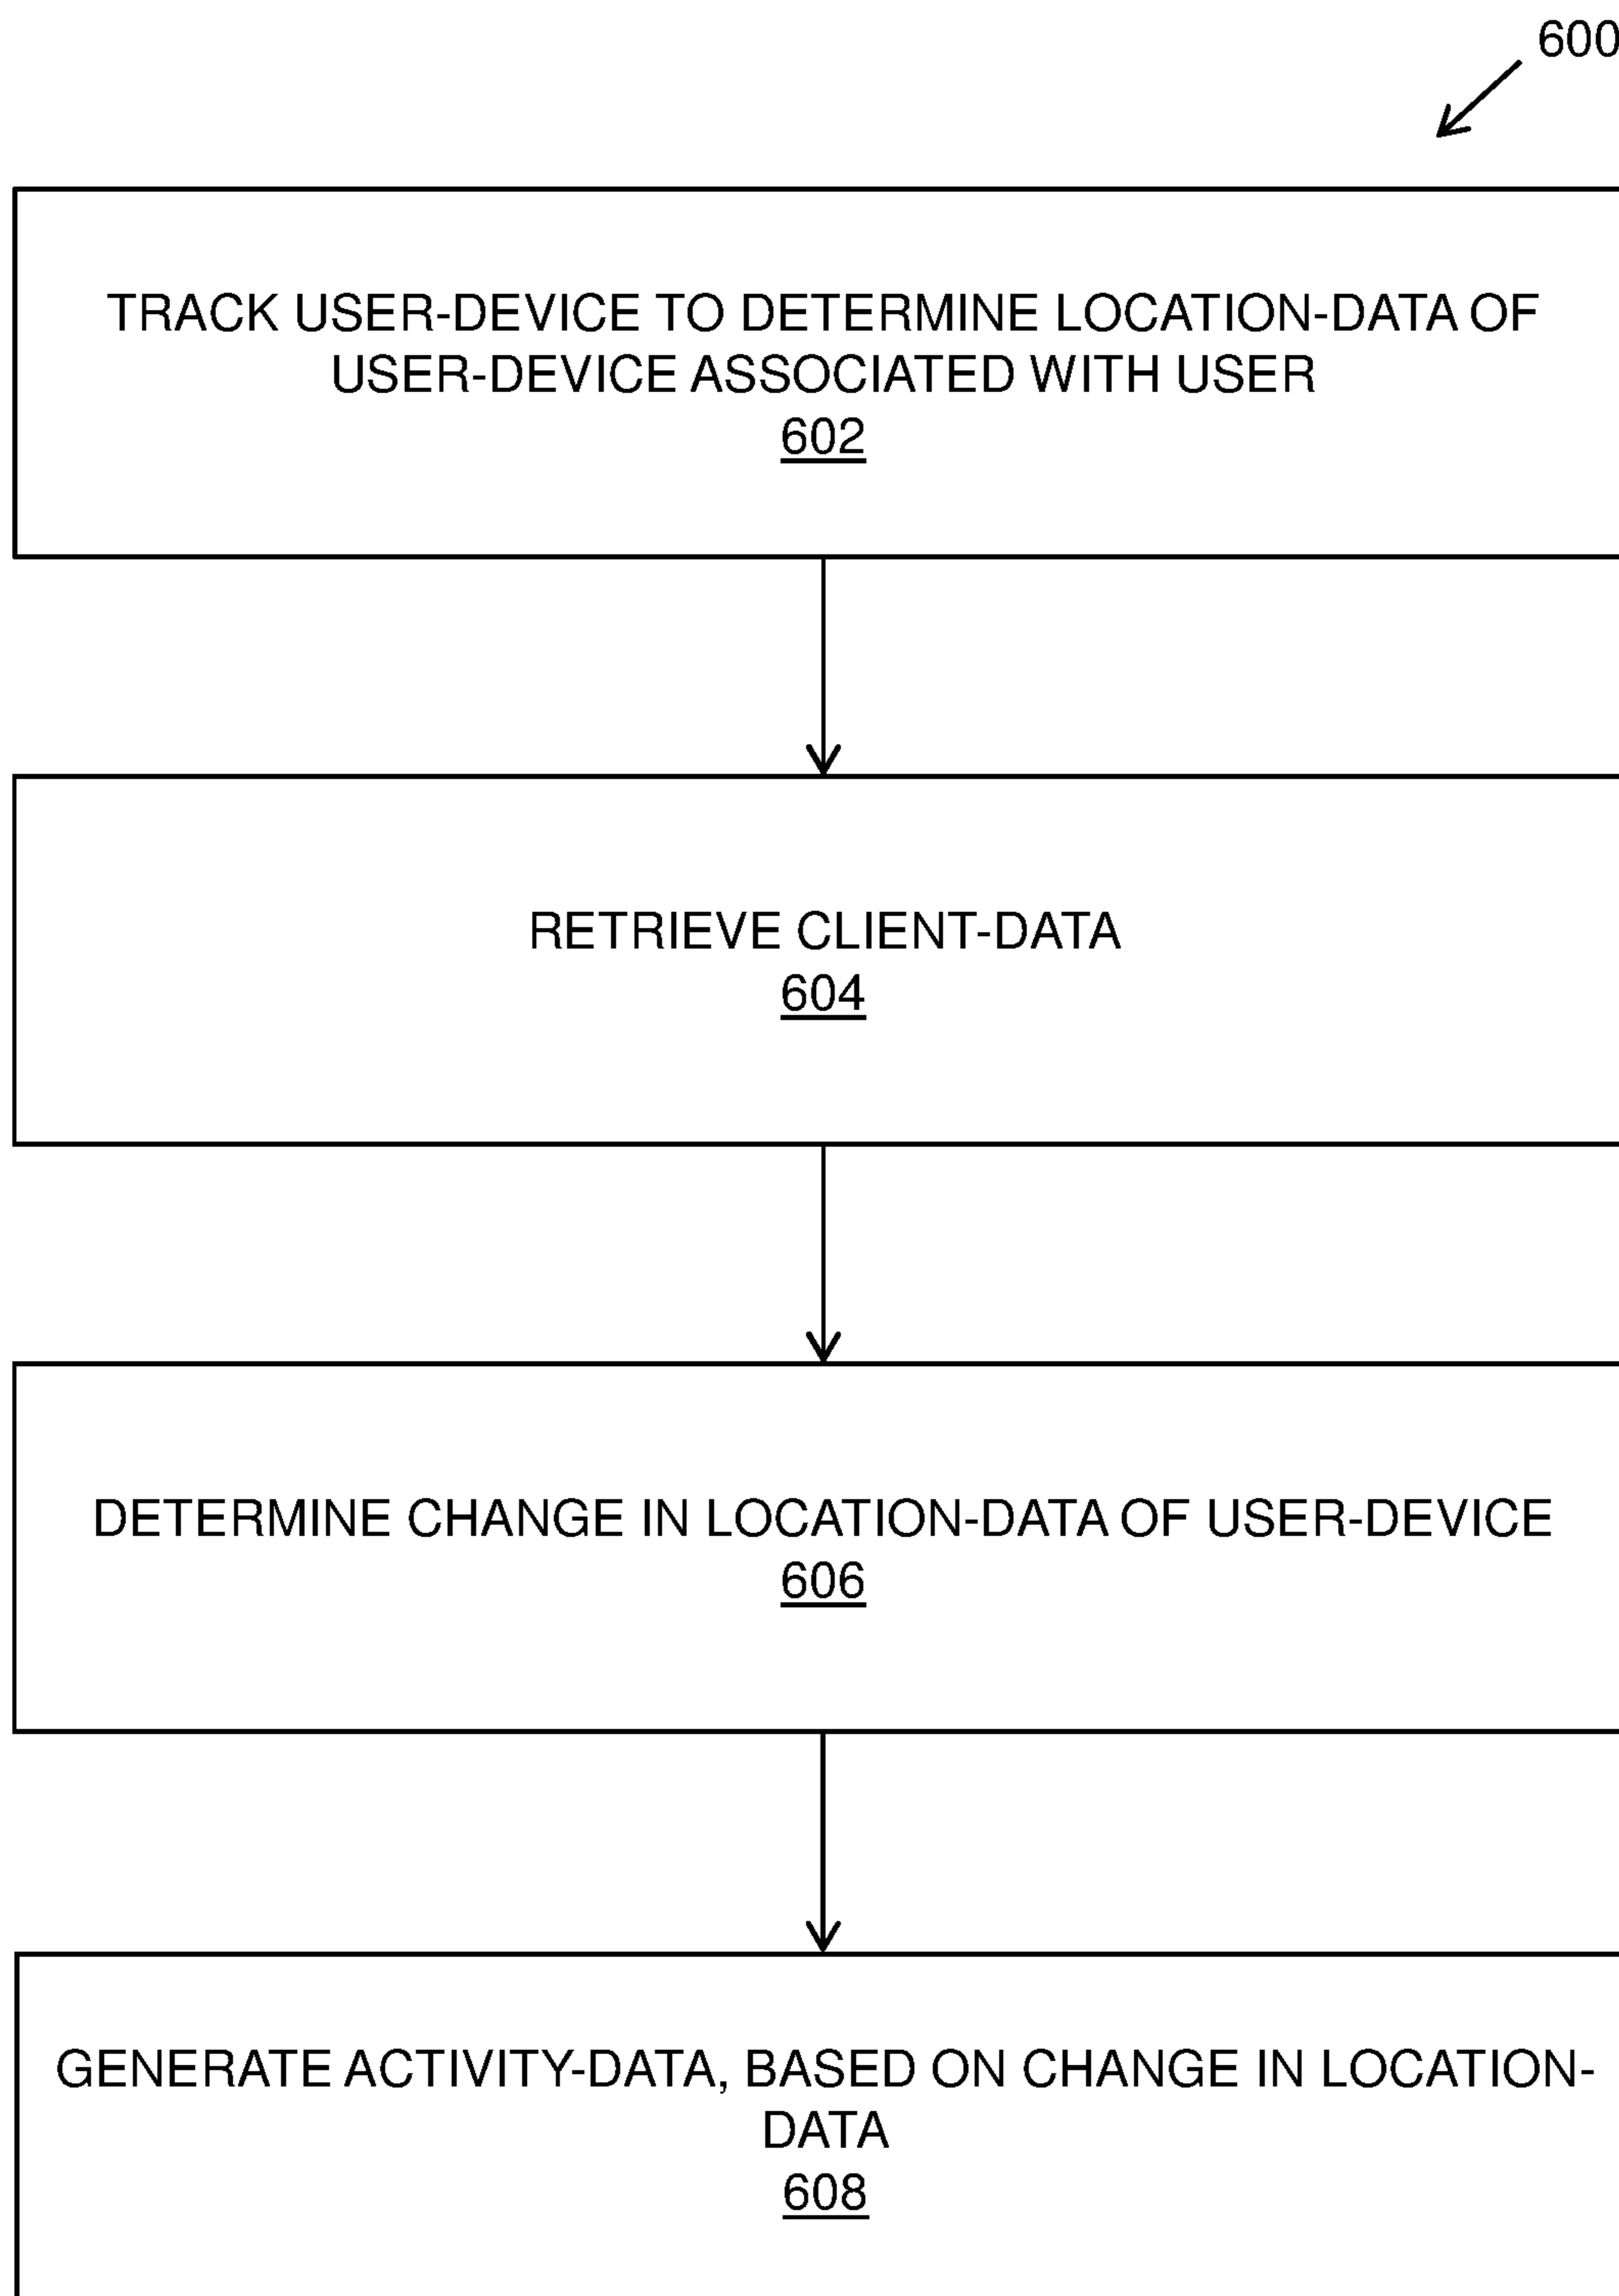 600
TRACK USER-DEVICE TO DETERMINE LOCATION-DATA OF
USER-DEVICE ASSOCIATED WITH USER
602
RETRIEVE CLIENT-DATA
604
DETERMINE CHANGE IN LOCATION-DATA OF USER-DEVICE
606
GENERATE ACTIVITY-DATA, BASED ON CHANGE IN LOCATION-
DATA
608